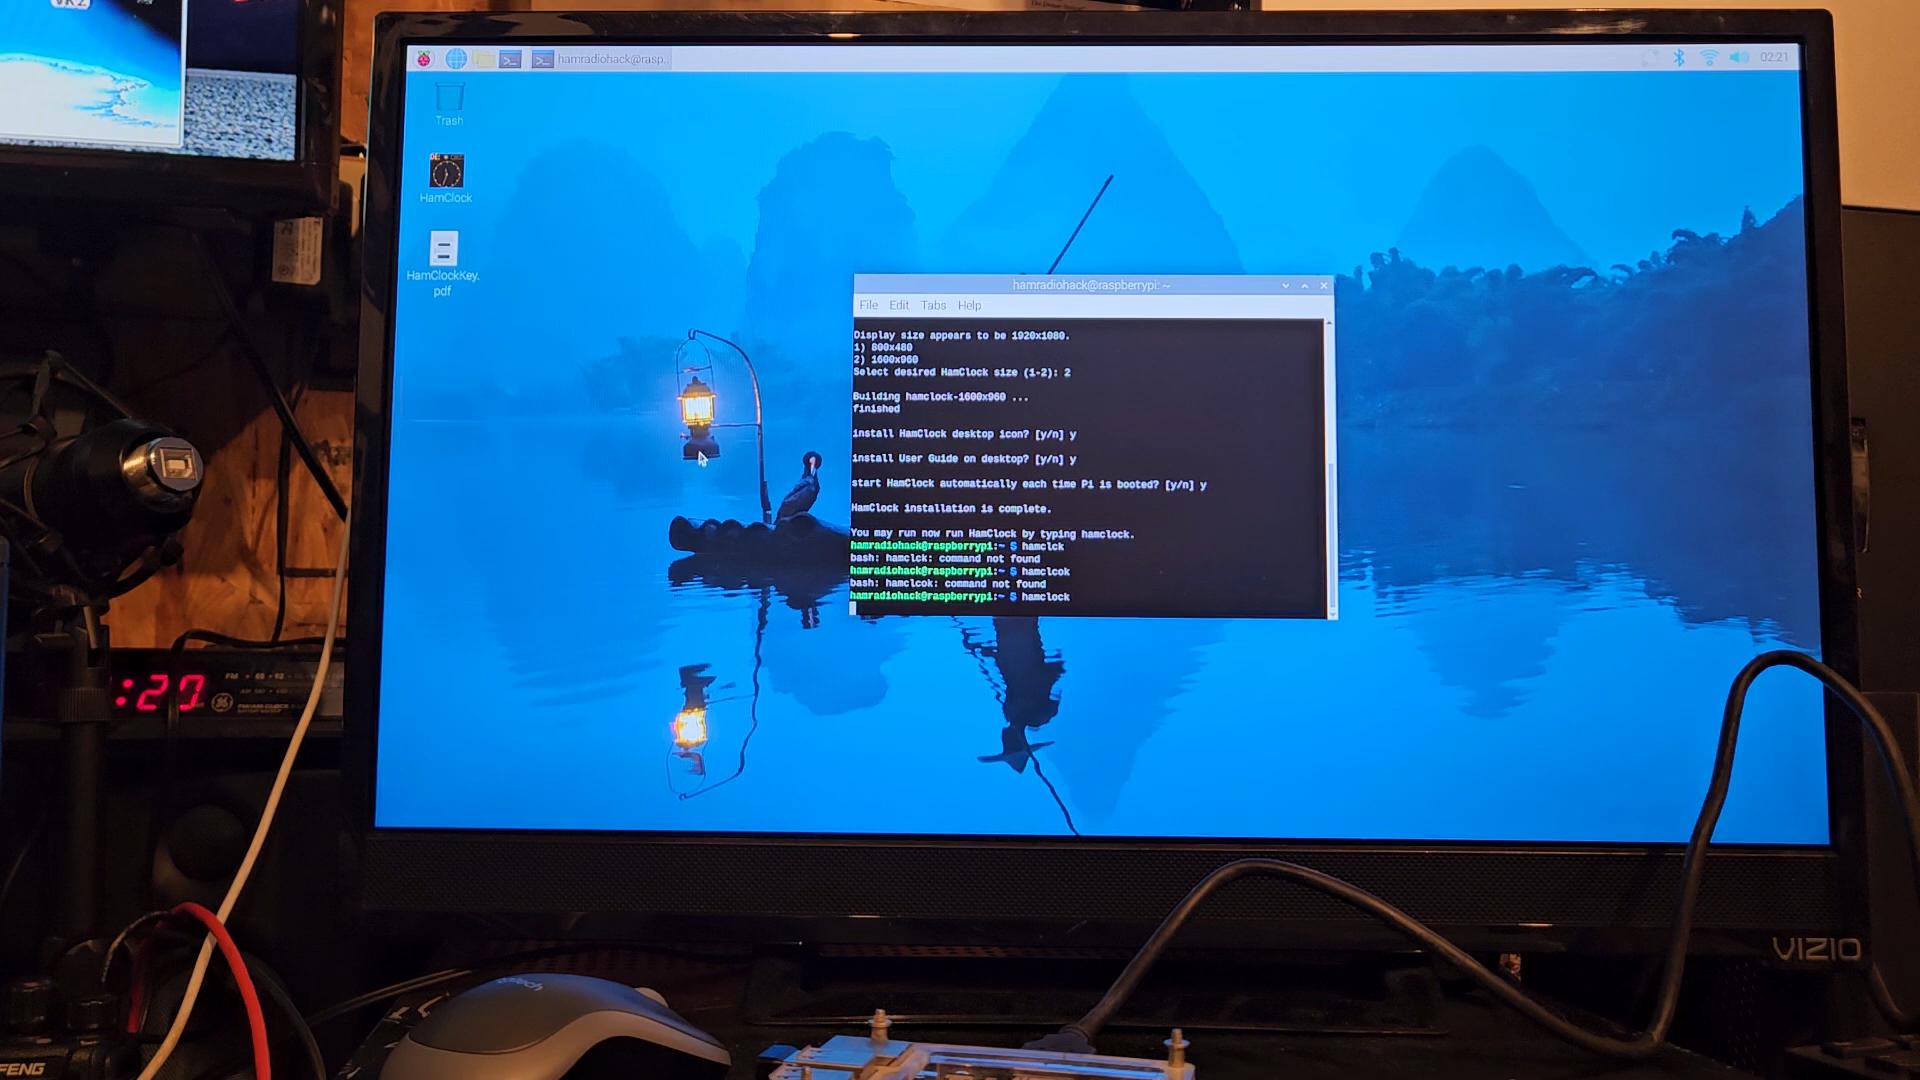 VK2
hamradiohack@rasp..
02:21
Trash
HamClock
HamClockKey.
pdf
hamradiohack@raspberrypi: ~
File Edit Tabs Help
Display size appears to be 1920x1080.
1) 800x480
2) 1600x960
Select desired HamClock size (1-2): 2
Building hamclock-1600x960 ...
finished
install HamClock desktop icon? [y/n] y
install User Guide on desktop? [y/n] y
start HamClock automatically each time Pi is booted? [y/n] y
HamClock installation is complete.
You may run now run HamClock by typing hamclock.
hamradiohack@raspberrypi:~ $ hamclck
bash: hamclck: command not found
hamradiohack@raspberrypi:~ $ hamclcok
bash: hamclcok: command not found
hamradiohack@raspberrypi:~ $ hamclock
:27
FM
VIZIO
FENG